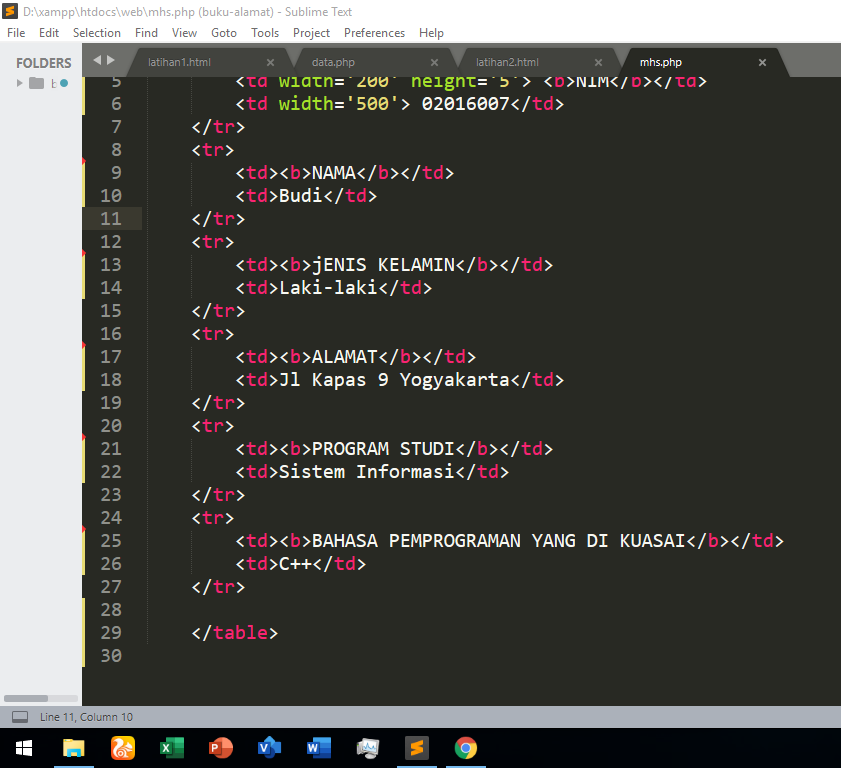 D:\xampp\htdocs\web\mhs.php (buku-alamat) - Sublime Text
File Edit Selection Find View Goto Tools Project Preferences Help
FOLDERS
latihan1.html × data.php × latihan2.html × mhs.php ×
5 <td width='200' height='5'> <b>NIM</b></td>
6 <td width='500'> 02016007</td>
7 </tr>
8 <tr>
9 <td><b>NAMA</b></td>
10 <td>Budi</td>
11 </tr>
12 <tr>
13 <td><b>jENIS KELAMIN</b></td>
14 <td>Laki-laki</td>
15 </tr>
16 <tr>
17 <td><b>ALAMAT</b></td>
18 <td>Jl Kapas 9 Yogyakarta</td>
19 </tr>
20 <tr>
21 <td><b>PROGRAM STUDI</b></td>
22 <td>Sistem Informasi</td>
23 </tr>
24 <tr>
25 <td><b>BAHASA PEMPROGRAMAN YANG DI KUASAI</b></td>
26 <td>C++</td>
27 </tr>
28
29 </table>
30
Line 11, Column 10